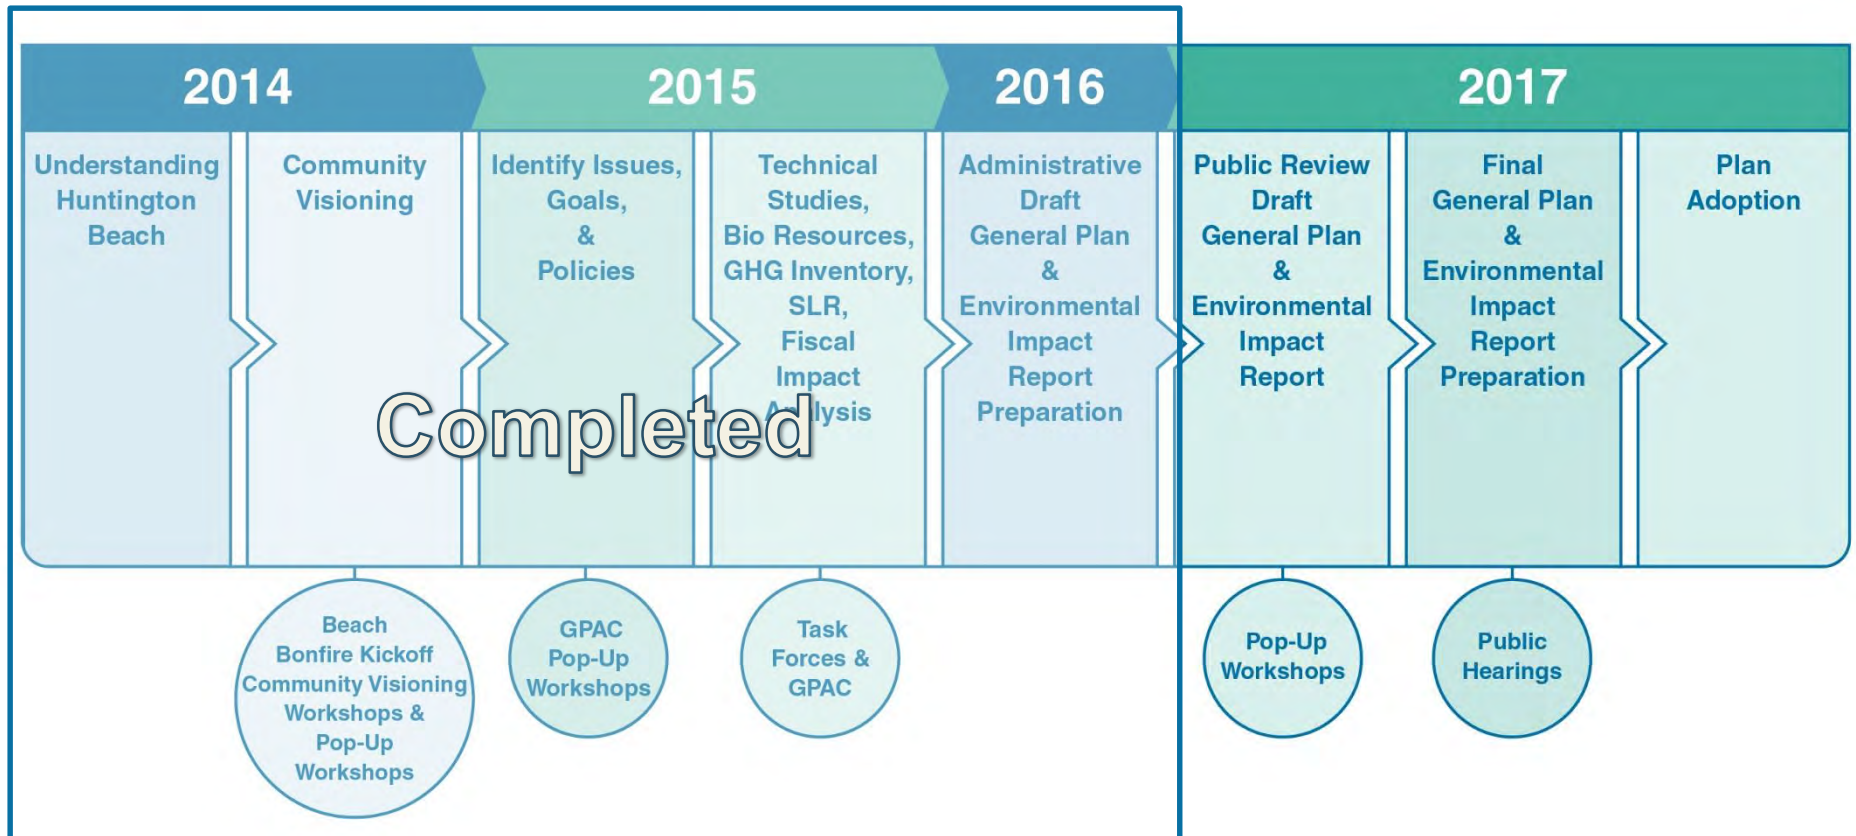 2014
2015
2016
2017
Understanding
Huntington
Beach
Community
Visioning
Identify Issues,
Goals,
&
Policies
Technical
Studies,
Bio Resources,
GHG Inventory,
SLR,
Fiscal
Impact
Analysis
Administrative
Draft
General Plan
&
Environmental
Impact
Report
Preparation
Public Review
Draft
General Plan
&
Environmental
Impact
Report
Final
General Plan
&
Environmental
Impact
Report
Preparation
Plan
Adoption
Completed
Beach
Bonfire Kickoff
Community Visioning
Workshops &
Pop-Up
Workshops
GPAC
Pop-Up
Workshops
Task
Forces &
GPAC
Pop-Up
Workshops
Public
Hearings